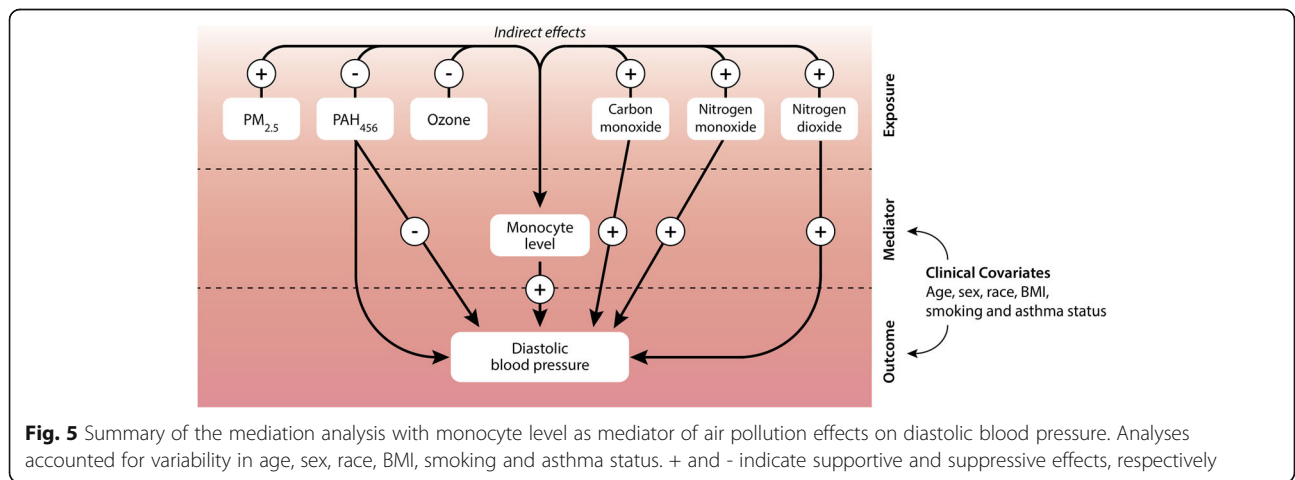 Indirect effects
+
-
-
+
+
+
PM2.5
PAH456
Ozone
Carbon
monoxide
Nitrogen
monoxide
Nitrogen
dioxide
Exposure
-
Monocyte
level
+
+
+
Mediator
+
Diastolic
blood pressure
Outcome
Clinical Covariates
Age, sex, race, BMI,
smoking and asthma status
Fig. 5 Summary of the mediation analysis with monocyte level as mediator of air pollution effects on diastolic blood pressure. Analyses
accounted for variability in age, sex, race, BMI, smoking and asthma status. + and - indicate supportive and suppressive effects, respectively